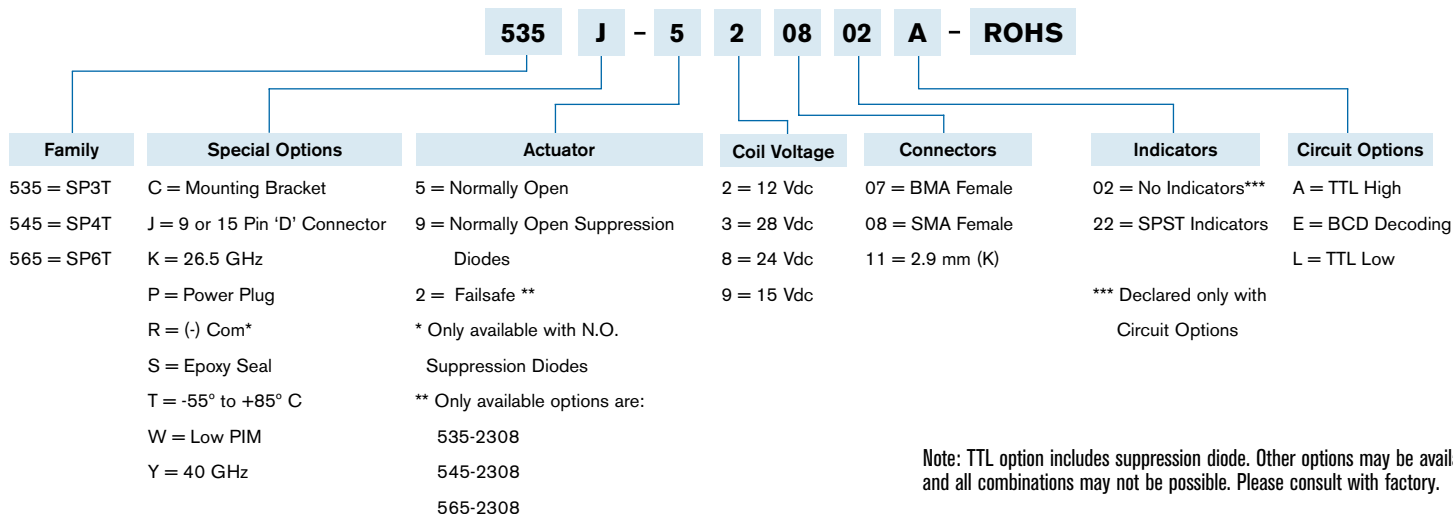 535 J - 5 2 08 02 A - ROHS
Family
535 = SP3T
545 = SP4T
565 = SP6T
Special Options
C = Mounting Bracket
J = 9 or 15 Pin 'D' Connector
K = 26.5 GHz
P = Power Plug
R = (-) Com*
S = Epoxy Seal
T = -55° to +85° C
W = Low PIM
Y = 40 GHz
Actuator
5 = Normally Open
9 = Normally Open Suppression
Diodes
2 = Failsafe **
* Only available with N.O.
Suppression Diodes
** Only available options are:
535-2308
545-2308
565-2308
Coil Voltage
2 = 12 Vdc
3 = 28 Vdc
8 = 24 Vdc
9 = 15 Vdc
Connectors
07 = BMA Female
08 = SMA Female
11 = 2.9 mm (K)
Indicators
02 = No Indicators***
22 = SPST Indicators
*** Declared only with
Circuit Options
Circuit Options
A = TTL High
E = BCD Decoding
L = TTL Low
Note: TTL option includes suppression diode. Other options may be avail
and all combinations may not be possible. Please consult with factory.